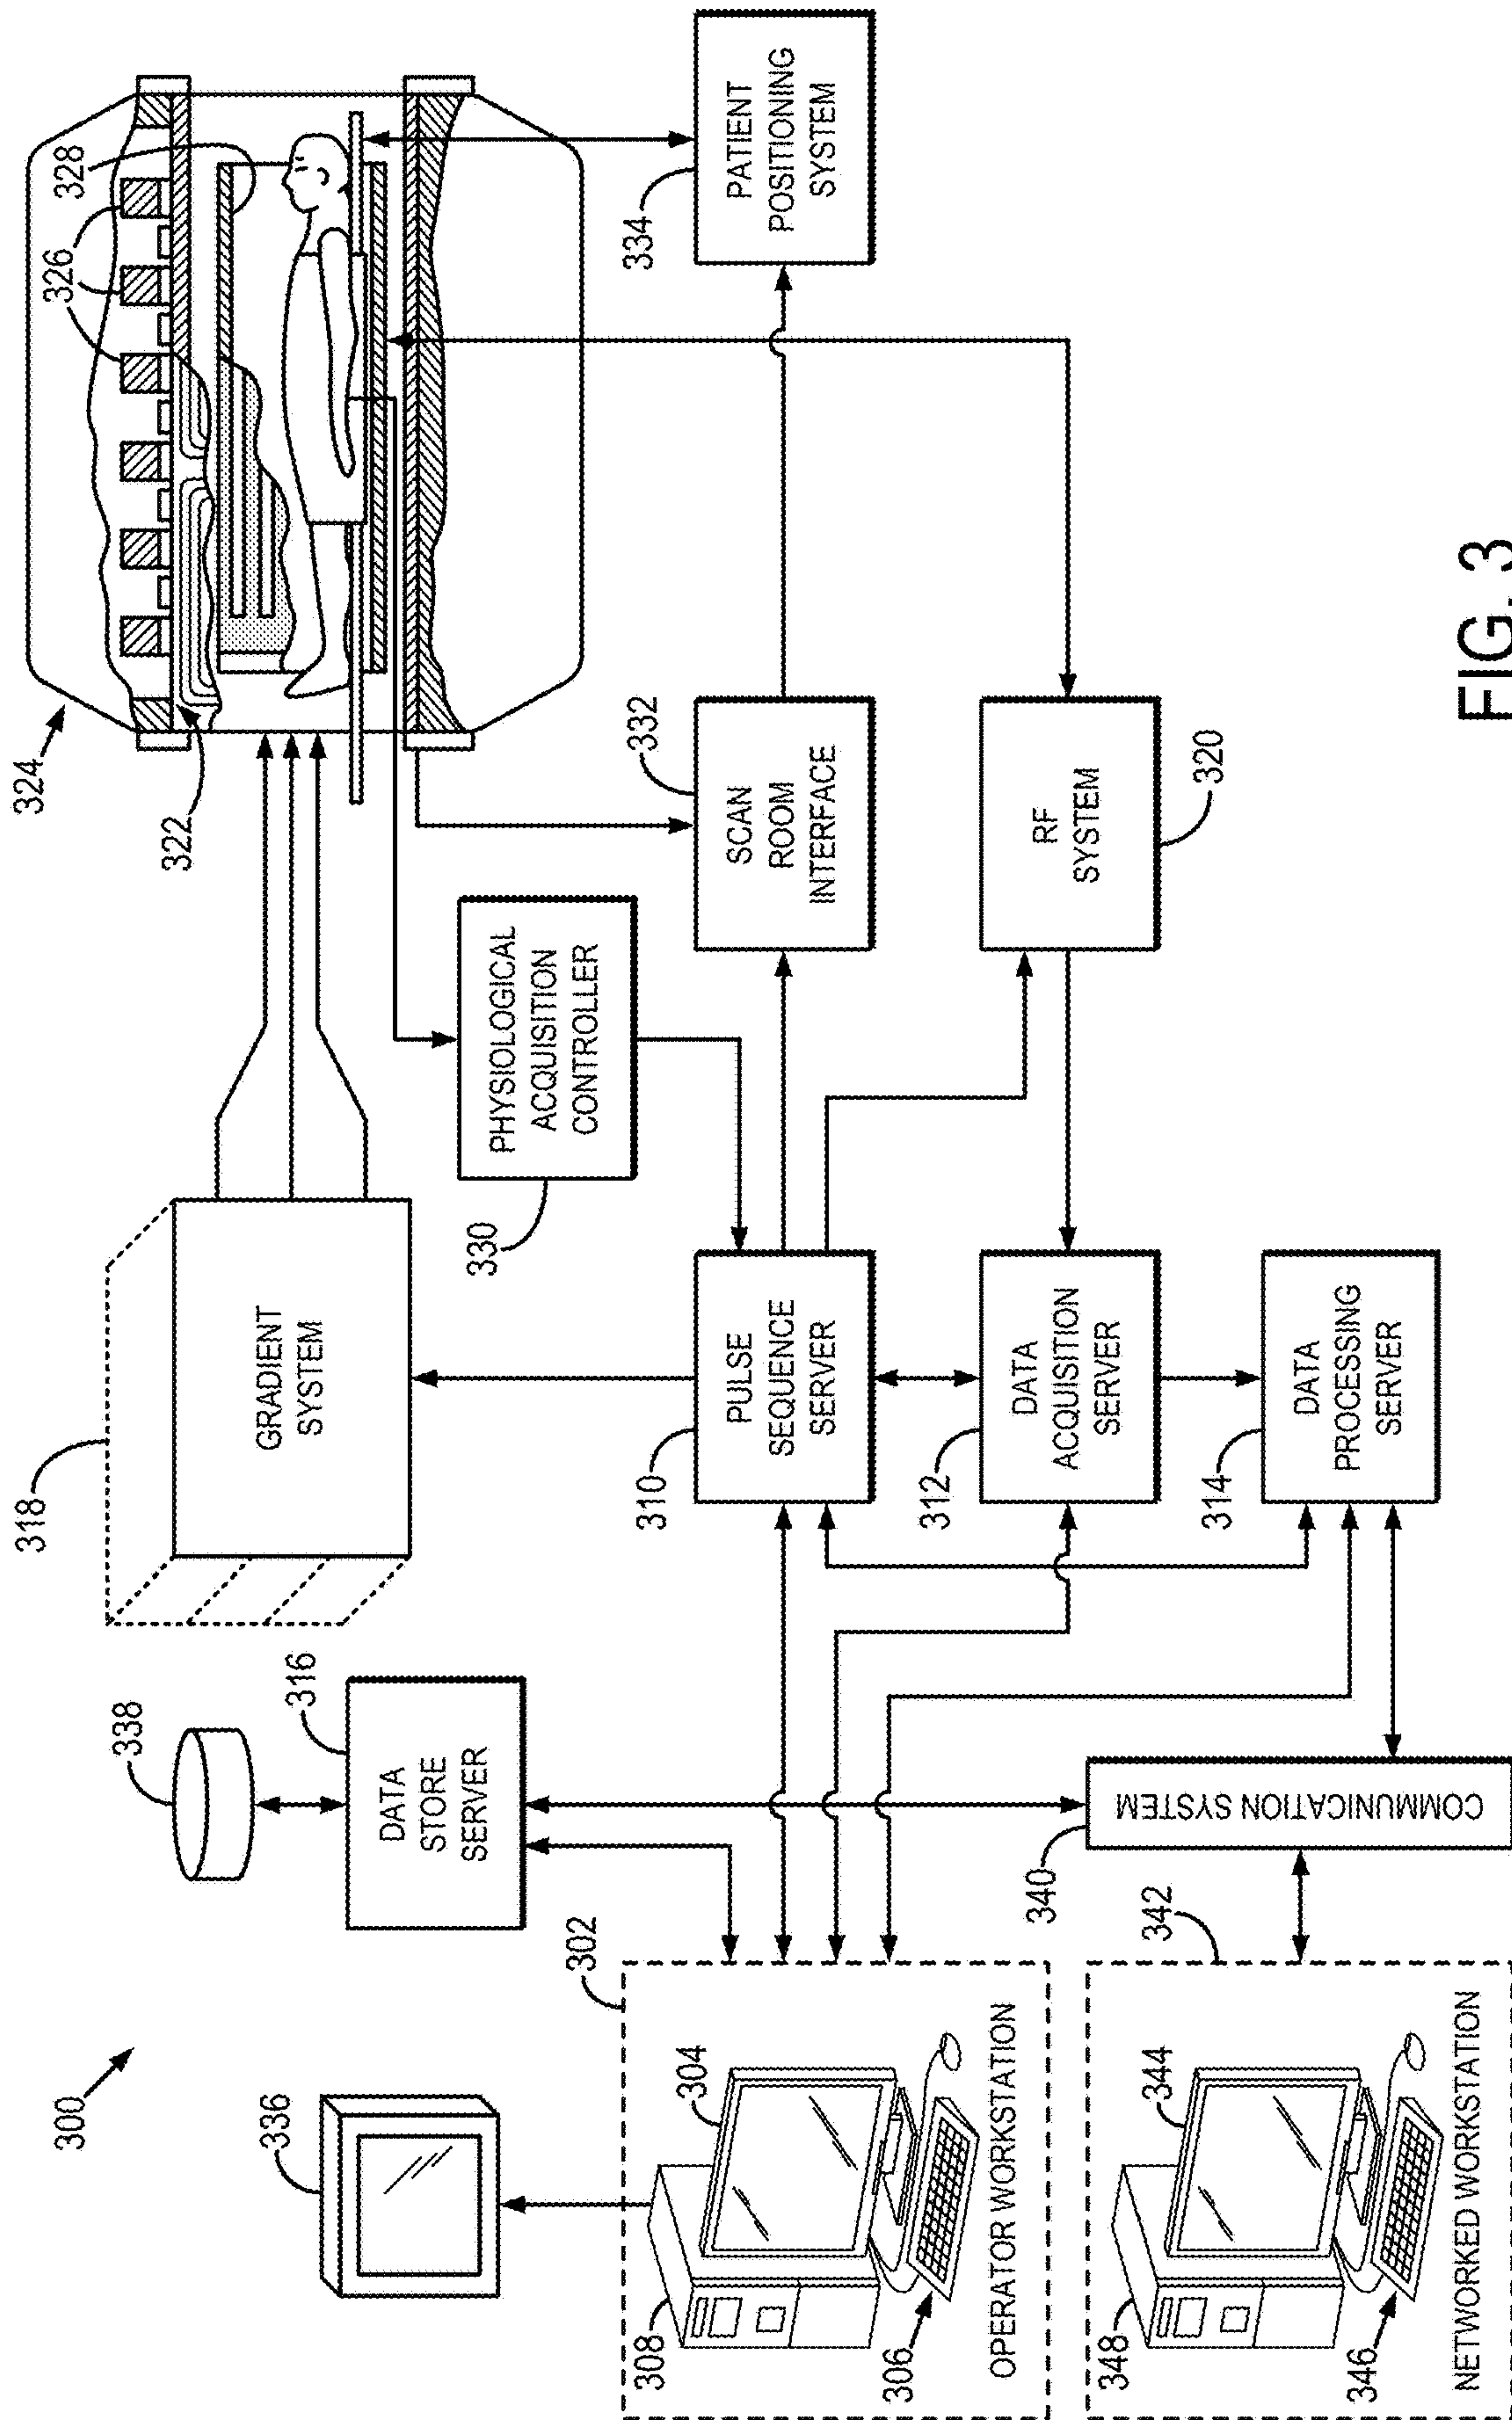 300
336
338
316
DATA
STORE
SERVER
318
GRADIENT
SYSTEM
324
322
326
328
330
PHYSIOLOGICAL
ACQUISITION
CONTROLLER
302
308
304
306
OPERATOR WORKSTATION
310
PULSE
SEQUENCE
SERVER
332
SCAN
ROOM
INTERFACE
334
PATIENT
POSITIONING
SYSTEM
312
DATA
ACQUISITION
SERVER
RF
SYSTEM
320
314
DATA
PROCESSING
SERVER
340
COMMUNICATION SYSTEM
342
348
344
346
NETWORKED WORKSTATION
FIG. 3